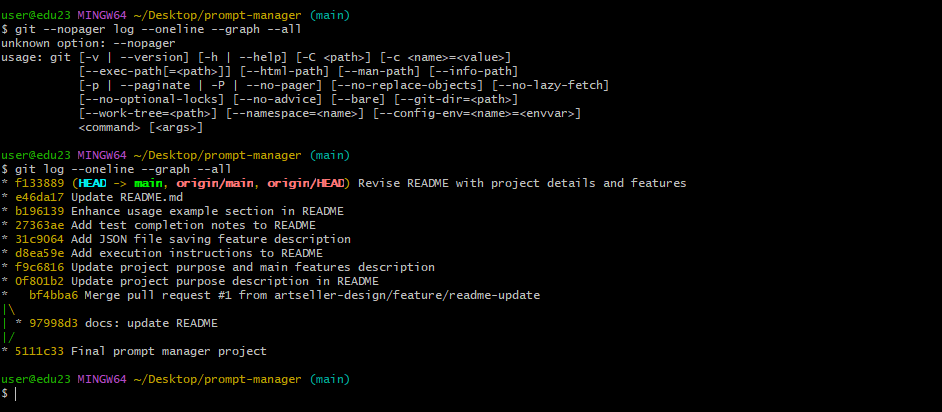 user@edu23 MINGW64 ~/Desktop/prompt-manager (main)
$ git --nopager log --oneline --graph --all
unknown option: --nopager
usage: git [-v | --version] [-h | --help] [-C <path>] [-c <name>=<value>]
           [--exec-path[=<path>]] [--html-path] [--man-path] [--info-path]
           [-p | --paginate | -P | --no-pager] [--no-replace-objects] [--no-lazy-fetch]
           [--no-optional-locks] [--no-advice] [--bare] [--git-dir=<path>]
           [--work-tree=<path>] [--namespace=<name>] [--config-env=<name>=<envvar>]
           <command> [<args>]

user@edu23 MINGW64 ~/Desktop/prompt-manager (main)
$ git log --oneline --graph --all
* f133889 (HEAD -> main, origin/main, origin/HEAD) Revise README with project details and features
* e46da17 Update README.md
* b196139 Enhance usage example section in README
* 27363ae Add test completion notes to README
* 31c9064 Add JSON file saving feature description
* d8ea59e Add execution instructions to README
* f9c6816 Update project purpose and main features description
* 0f801b2 Update project purpose description in README
*   bf4bba6 Merge pull request #1 from artseller-design/feature/readme-update
|\
| * 97998d3 docs: update README
|/
* 5111c33 Final prompt manager project

user@edu23 MINGW64 ~/Desktop/prompt-manager (main)
$